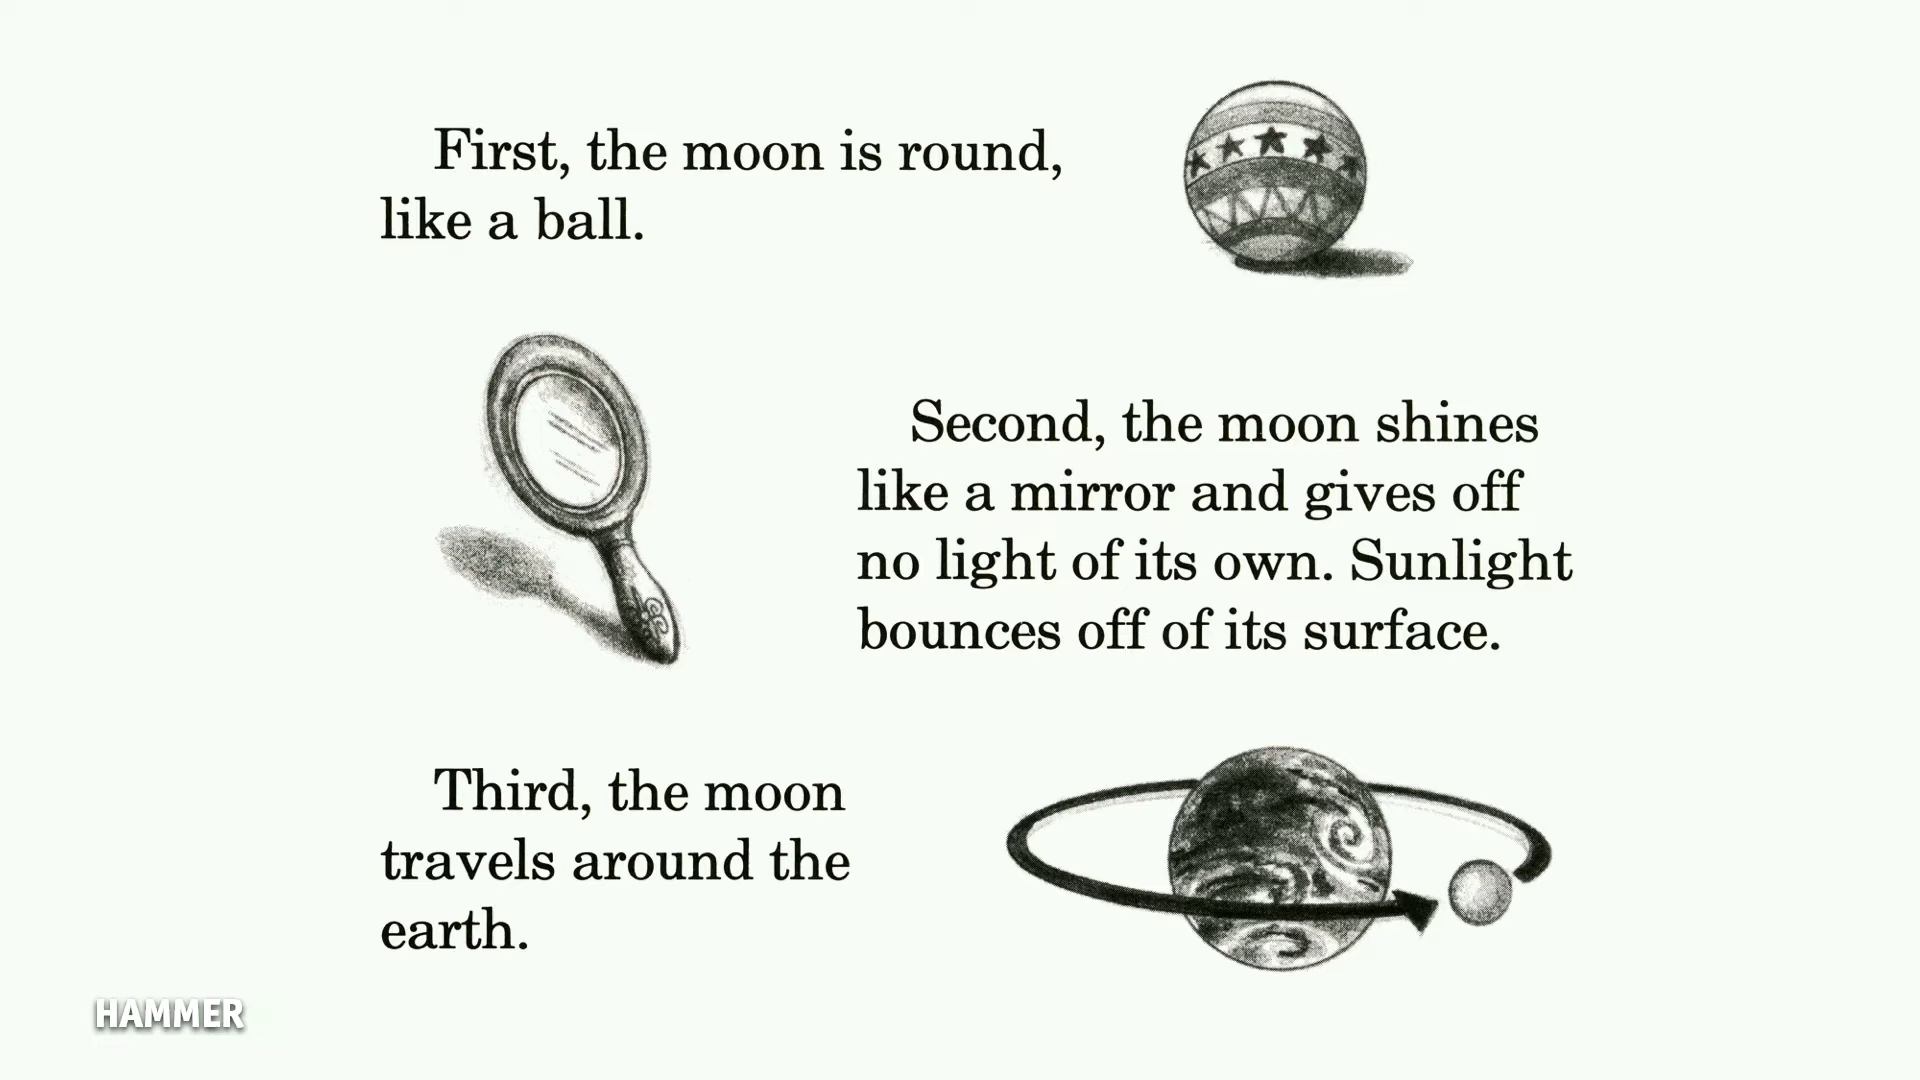 First, the moon is round,
like a ball.
Second, the moon shines
like a mirror and gives off
no light of its own. Sunlight
bounces off of its surface.
Third, the moon
travels around the
earth.
HAMMER